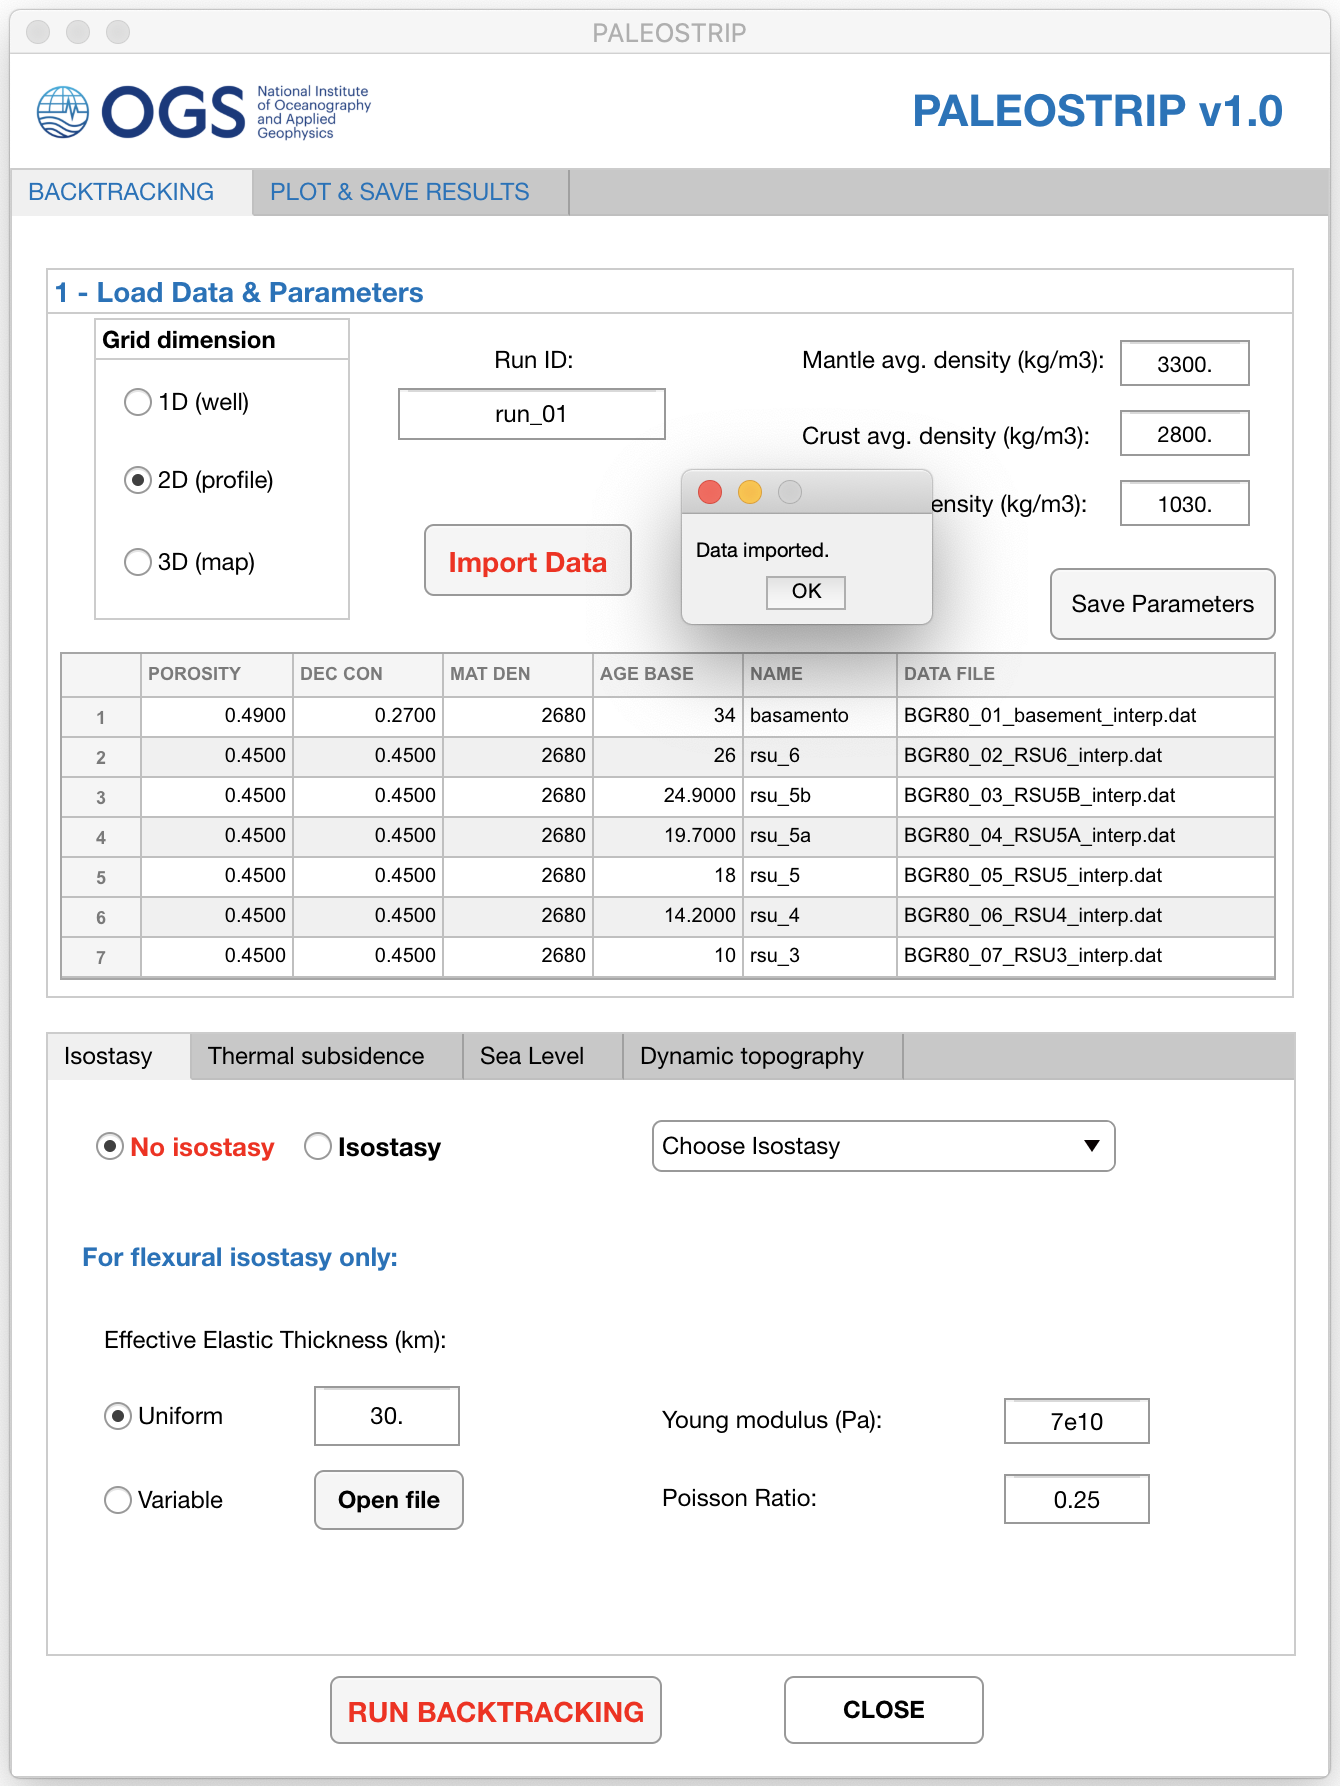 PALEOSTRIP
OGS
National Institute
of Oceanography
and Applied
Geophysics
PALEOSTRIP v1.0
BACKTRACKING PLOT & SAVE RESULTS
1 - Load Data & Parameters
Grid dimension
1D (well)
2D (profile)
3D (map)
Run ID:
run_01
Import Data
Mantle avg. density (kg/m3): 3300.
Crust avg. density (kg/m3): 2800.
ensity (kg/m3): 1030.
Data imported.
OK
Save Parameters
POROSITY DEC CON MAT DEN AGE BASE NAME DATA FILE
1 0.4900 0.2700 2680 34 basamento BGR80_01_basement_interp.dat
2 0.4500 0.4500 2680 26 rsu_6 BGR80_02_RSU6_interp.dat
3 0.4500 0.4500 2680 24.9000 rsu_5b BGR80_03_RSU5B_interp.dat
4 0.4500 0.4500 2680 19.7000 rsu_5a BGR80_04_RSU5A_interp.dat
5 0.4500 0.4500 2680 18 rsu_5 BGR80_05_RSU5_interp.dat
6 0.4500 0.4500 2680 14.2000 rsu_4 BGR80_06_RSU4_interp.dat
7 0.4500 0.4500 2680 10 rsu_3 BGR80_07_RSU3_interp.dat
Isostasy Thermal subsidence Sea Level Dynamic topography
No isostasy Isostasy Choose Isostasy
For flexural isostasy only:
Effective Elastic Thickness (km):
Uniform 30. Young modulus (Pa): 7e10
Variable Open file Poisson Ratio: 0.25
RUN BACKTRACKING CLOSE